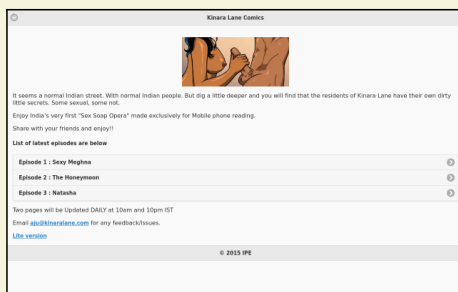 Kinara Lane Comics
It seems a normal Indian street. With normal Indian people. But dig a little deeper and you will find that the residents of Kinara Lane have their own dirty
little secrets. Some sexual, some not.
Enjoy India's very first "Sex Soap Opera" made exclusively for Mobile phone reading.
Share with your friends and enjoy!!
List of latest episodes are below
Episode 1 : Sexy Meghna
Episode 2 : The Honeymoon
Episode 3 : Natasha
Two pages will be Updated DAILY at 10am and 10pm IST
Email aju@kinaralane.com for any feedback/issues.
Lite version
© 2015 IPE